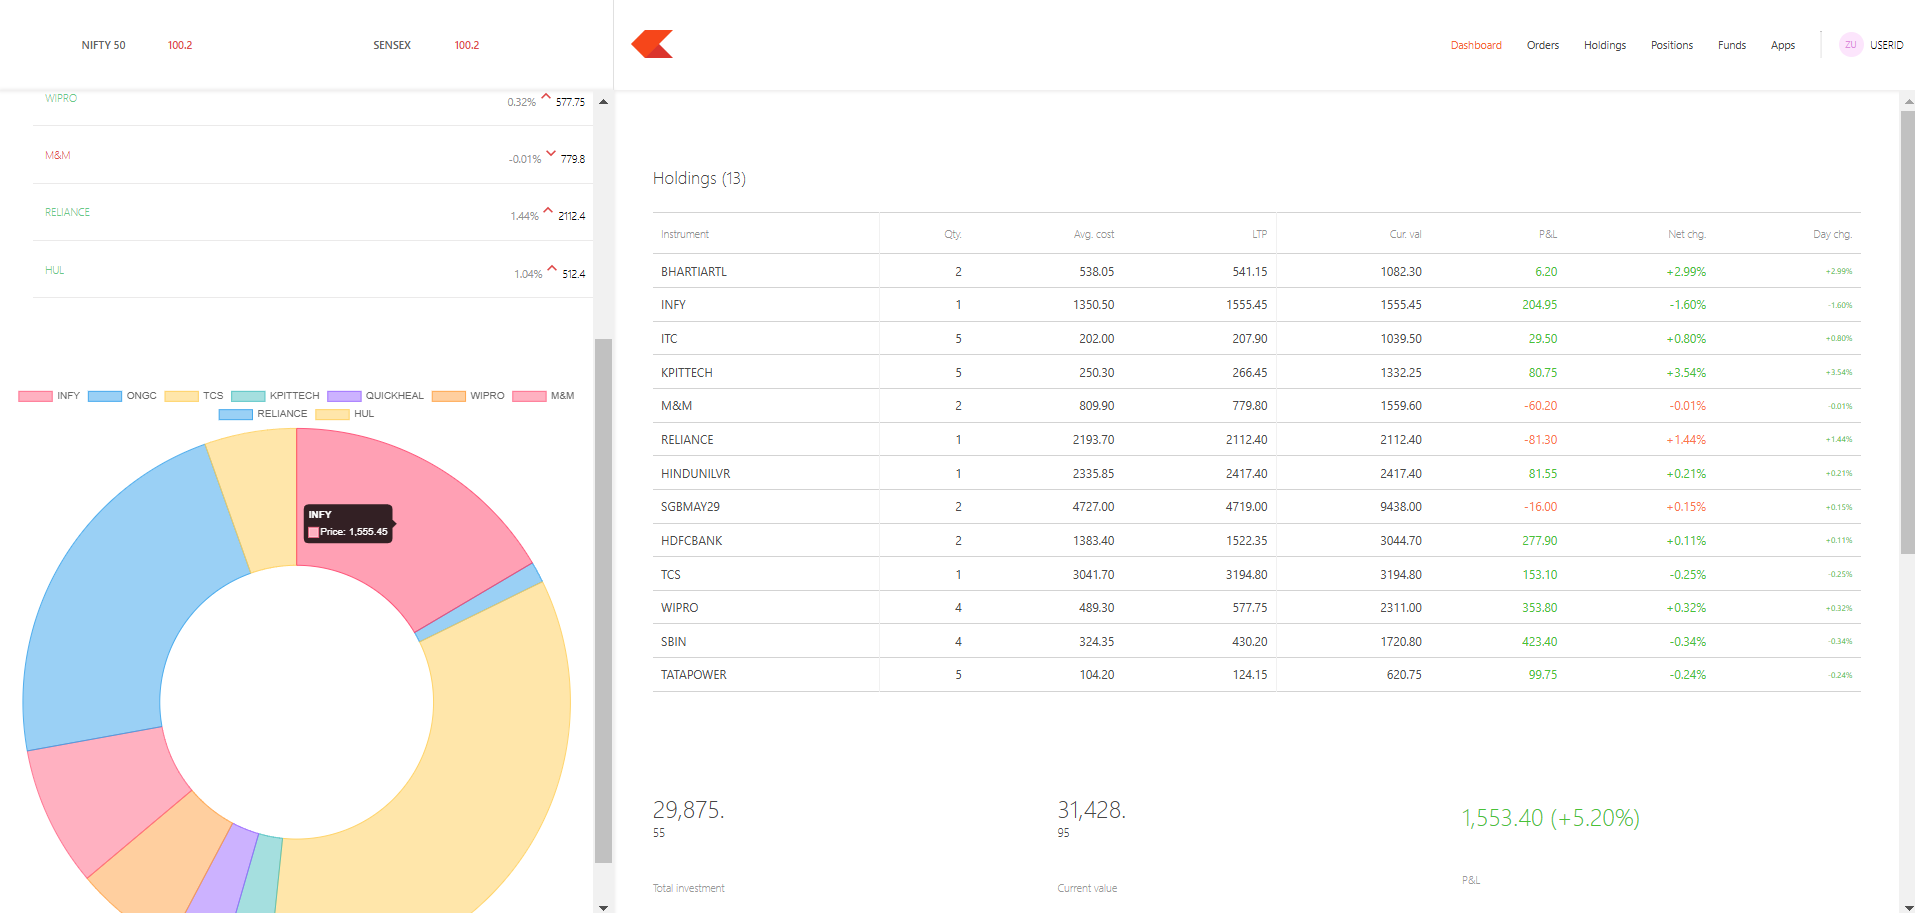 NIFTY 50 100.2 SENSEX 100.2
Dashboard Orders Holdings Positions Funds Apps ZU USERID
WIPRO 0.32% 577.75
M&M -0.01% 779.8
RELIANCE 1.44% 2112.4
HUL 1.04% 512.4
INFY ONGC TCS KPITTECH QUICKHEAL WIPRO M&M
RELIANCE HUL
INFY
Price: 1,555.45
Holdings (13)
Instrument Qty. Avg. cost LTP Cur. val P&L Net chg. Day chg.
BHARTIARTL 2 538.05 541.15 1082.30 6.20 +2.99% +2.99%
INFY 1 1350.50 1555.45 1555.45 204.95 -1.60% -1.60%
ITC 5 202.00 207.90 1039.50 29.50 +0.80% +0.80%
KPITTECH 5 250.30 266.45 1332.25 80.75 +3.54% +3.54%
M&M 2 809.90 779.80 1559.60 -60.20 -0.01% -0.01%
RELIANCE 1 2193.70 2112.40 2112.40 -81.30 +1.44% +1.44%
HINDUNILVR 1 2335.85 2417.40 2417.40 81.55 +0.21% +0.21%
SGBMAY29 2 4727.00 4719.00 9438.00 -16.00 +0.15% +0.15%
HDFCBANK 2 1383.40 1522.35 3044.70 277.90 +0.11% +0.11%
TCS 1 3041.70 3194.80 3194.80 153.10 -0.25% -0.25%
WIPRO 4 489.30 577.75 2311.00 353.80 +0.32% +0.32%
SBIN 4 324.35 430.20 1720.80 423.40 -0.34% -0.34%
TATAPOWER 5 104.20 124.15 620.75 99.75 -0.24% -0.24%
29,875.
55
Total investment
31,428.
95
Current value
1,553.40 (+5.20%)
P&L